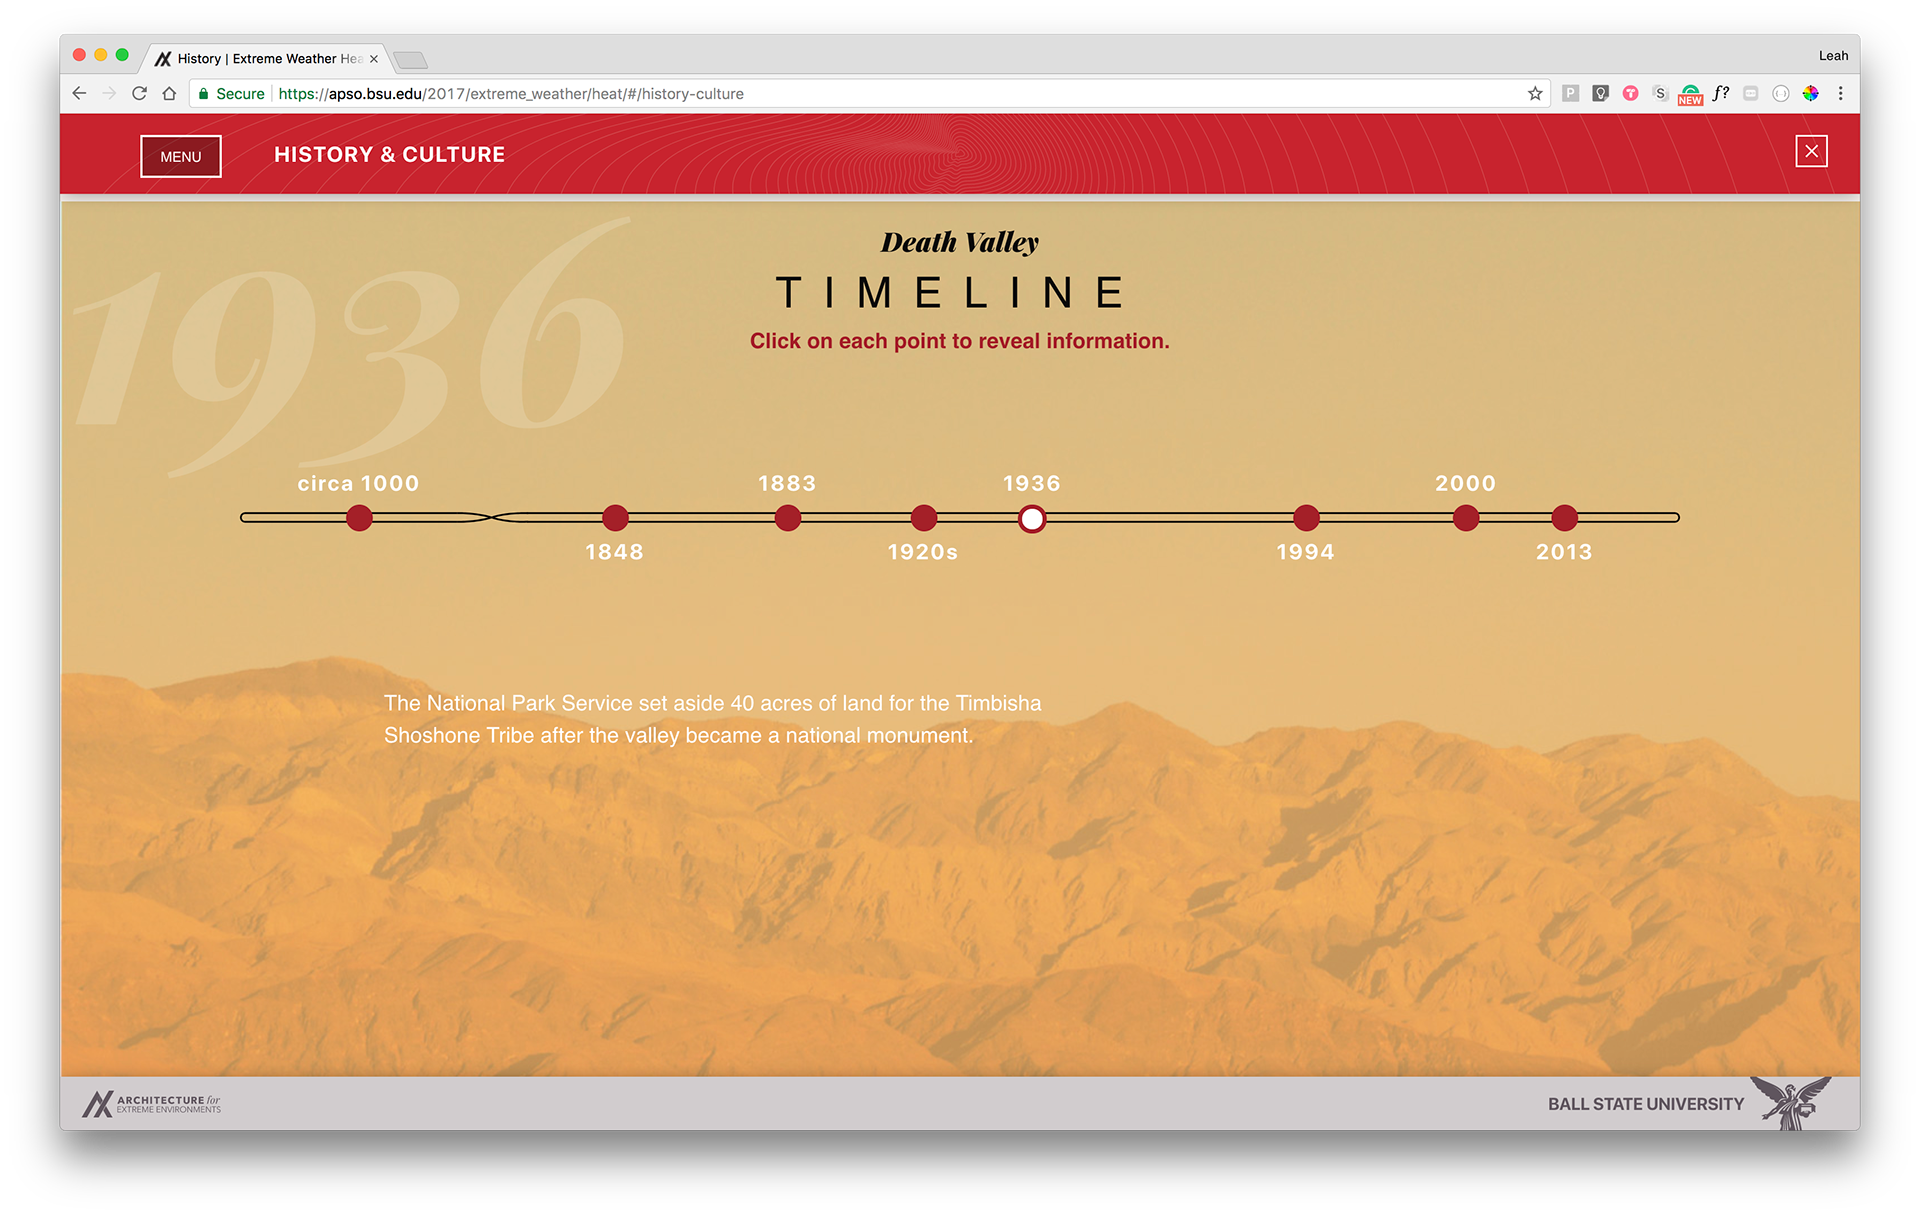 History | Extreme Weather Hea
Leah
Secure
https://apso.bsu.edu/2017/extreme_weather/heat/#/history-culture
P
T
S
NEW
f?
MENU
HISTORY & CULTURE
1936
Death Valley
TIMELINE
Click on each point to reveal information.
circa 1000
1883
1936
2000
1848
1920s
1994
2013
The National Park Service set aside 40 acres of land for the Timbisha
Shoshone Tribe after the valley became a national monument.
ARCHITECTURE for
EXTREME ENVIRONMENTS
BALL STATE UNIVERSITY